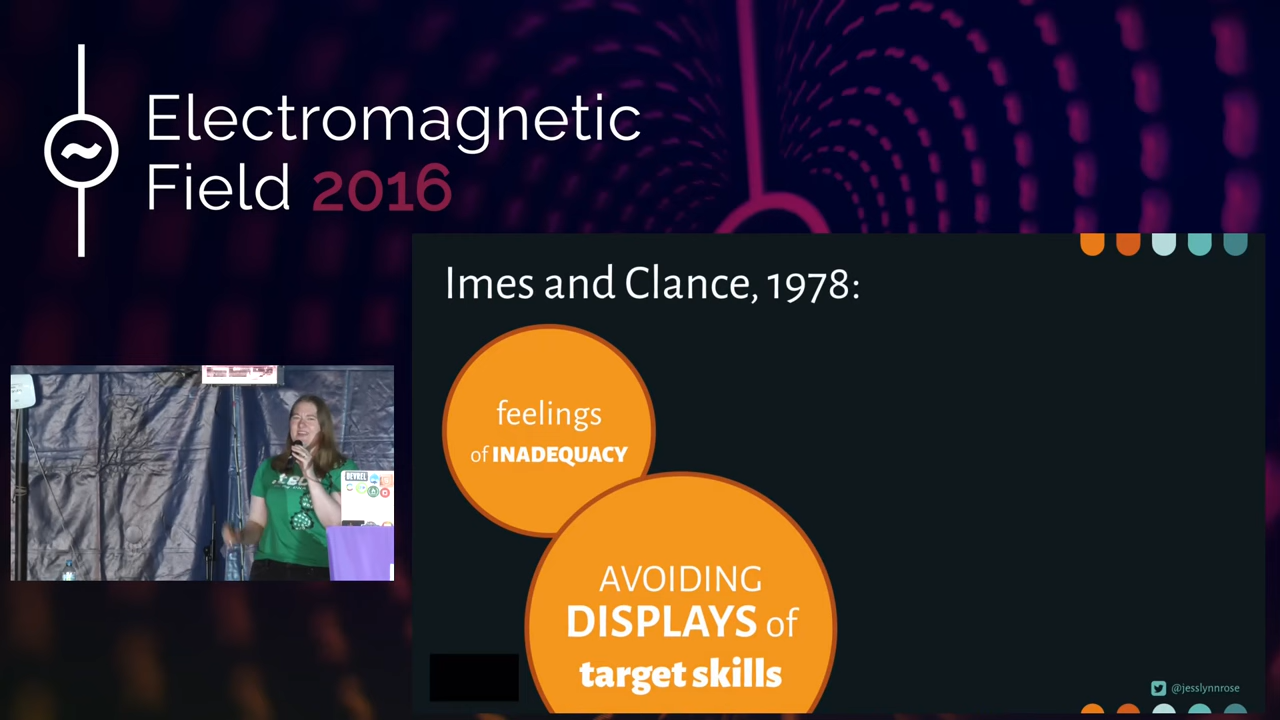 Electromagnetic
Field 2016
Imes and Clance, 1978:
feelings
of INADEQUACY
AVOIDING
DISPLAYS of
target skills
@jesslynnrose